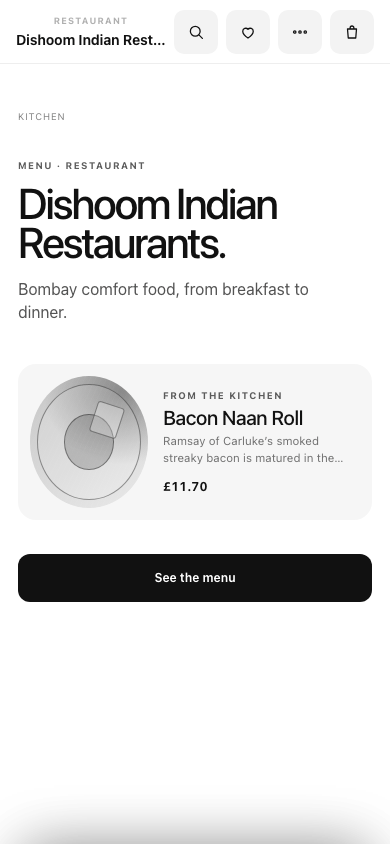 RESTAURANT
Dishoom Indian Rest…
KITCHEN
MENU · RESTAURANT
Dishoom Indian
Restaurants.
Bombay comfort food, from breakfast to
dinner.
FROM THE KITCHEN
Bacon Naan Roll
Ramsay of Carluke’s smoked
streaky bacon is matured in the…
£11.70
See the menu